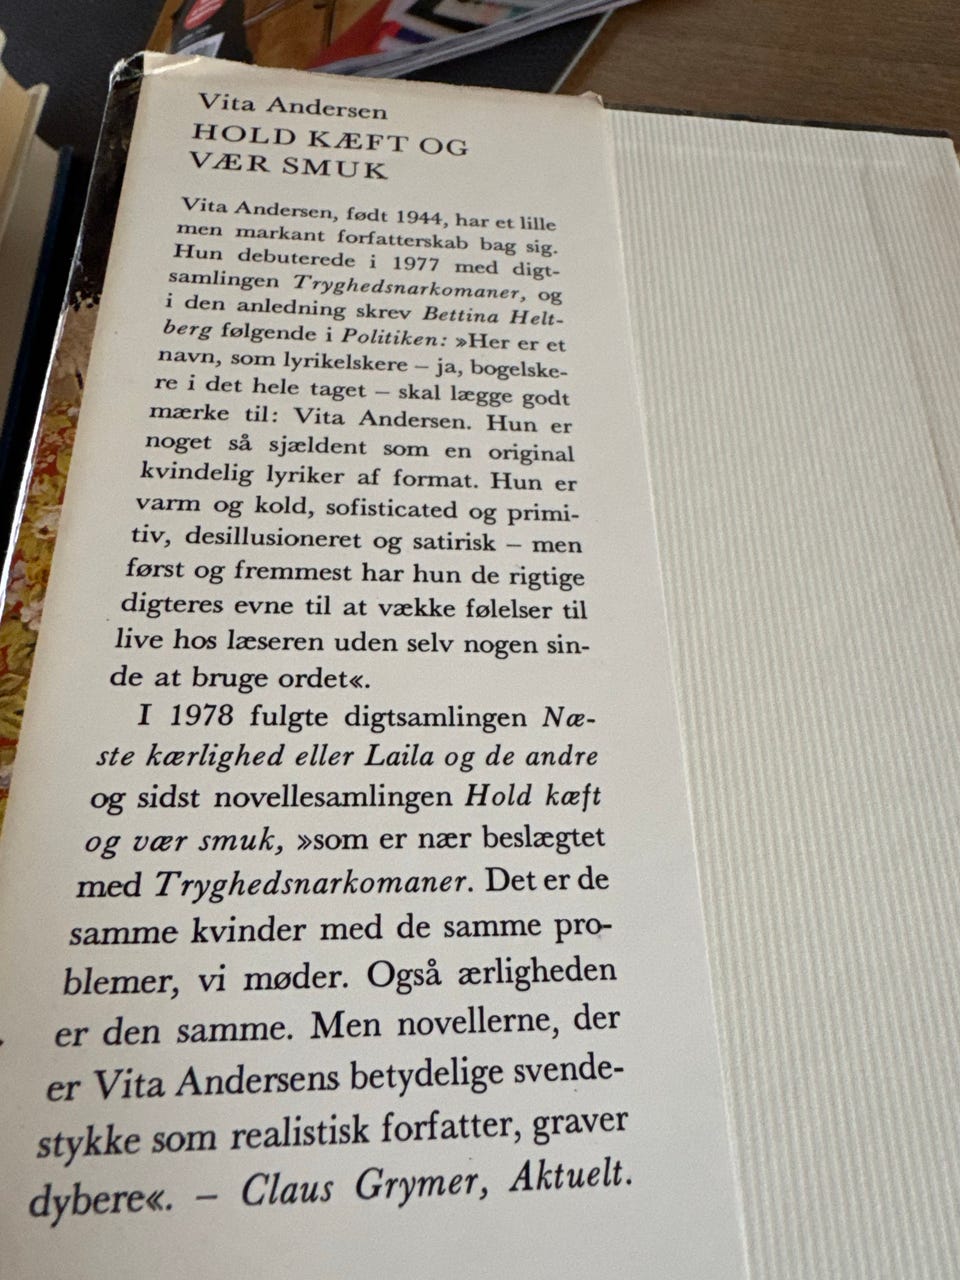 Vita Andersen
HOLD KÆFT OG
VÆR SMUK
Vita Andersen, født 1944, har et lille
men markant forfatterskab bag sig.
Hun debuterede i 1977 med digt-
samlingen Tryghedsnarkomaner, og
i den anledning skrev Bettina Helt-
berg følgende i Politiken: »Her er et
navn, som lyrikelskere – ja, bogelske-
re i det hele taget – skal lægge godt
mærke til: Vita Andersen. Hun er
noget så sjældent som en original
kvindelig lyriker af format. Hun er
varm og kold, sofisticated og primi-
tiv, desillusioneret og satirisk – men
først og fremmest har hun de rigtige
digteres evne til at vække følelser til
live hos læseren uden selv nogen sin-
de at bruge ordet«.
I 1978 fulgte digtsamlingen Næ-
ste kærlighed eller Laila og de andre
og sidst novellesamlingen Hold kæft
og vær smuk, »som er nær beslægtet
med Tryghedsnarkomaner. Det er de
samme kvinder med de samme pro-
blemer, vi møder. Også ærligheden
er den samme. Men novellerne, der
er Vita Andersens betydelige svende-
stykke som realistisk forfatter, graver
dybere«. – Claus Grymer, Aktuelt.